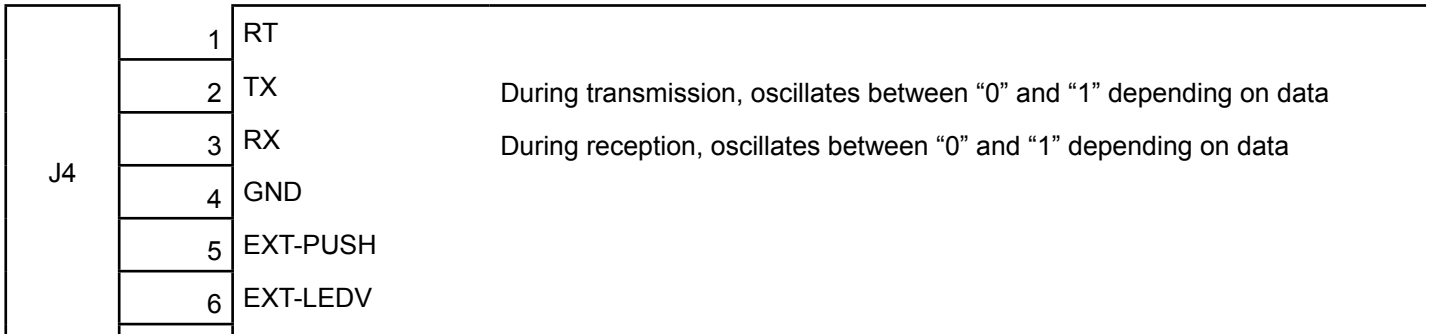 1 RT
2 TX During transmission, oscillates between “0” and “1” depending on data
3 RX During reception, oscillates between “0” and “1” depending on data
J4
4 GND
5 EXT-PUSH
6 EXT-LEDV